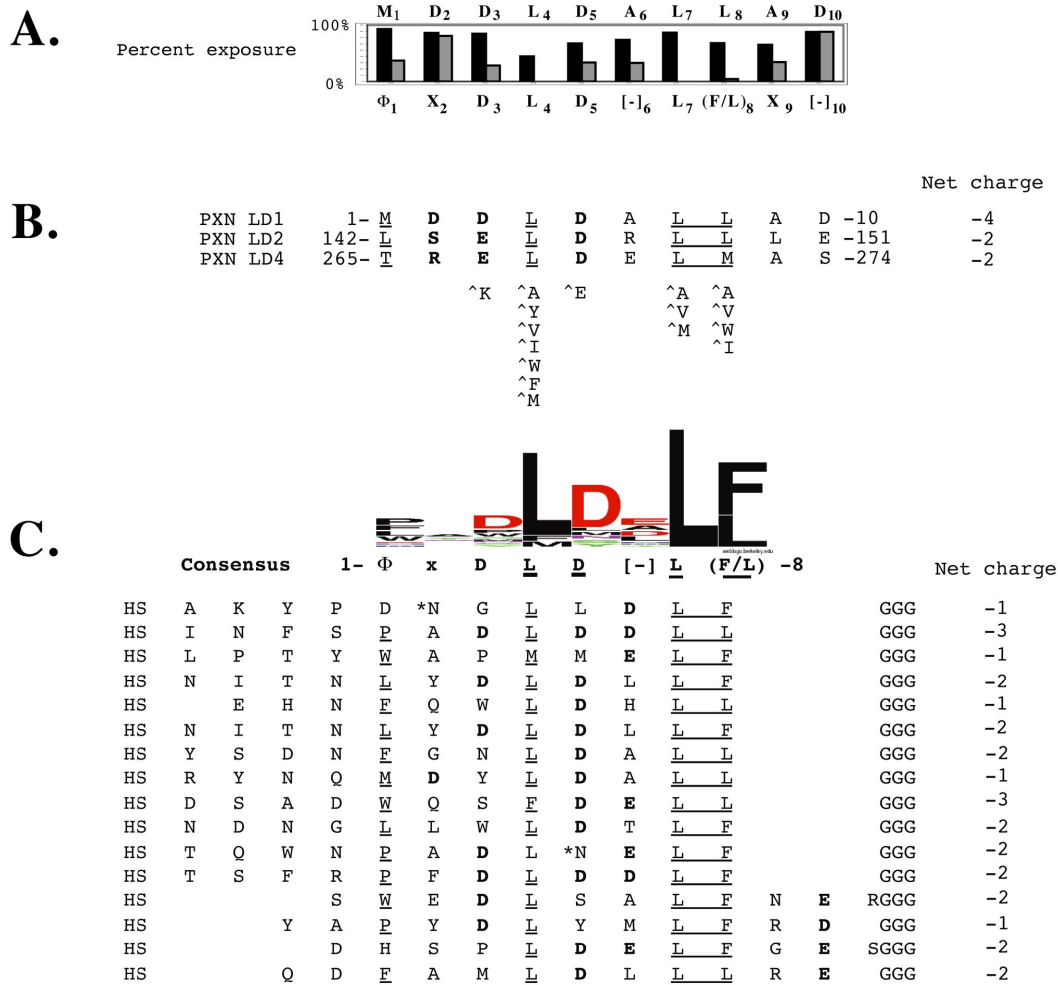 A.
M1 D2 D3 L4 D5 A6 L7 L8 A9 D10
100%
Percent exposure
0%
Φ1 X2 D3 L4 D5 [-]6 L7 (F/L)8 X9 [-]10
Net charge
B.
PXN LD1 1- M D D L D A L L A D -10 -4
PXN LD2 142- L S E L D R L L L E -151 -2
PXN LD4 265- T R E L D E L M A S -274 -2
^K ^A ^E ^A ^A
^Y ^V ^V
^V ^M ^W
^I ^I
^W
^F
^M
weblogo.berkeley.edu
C.
Consensus 1- Φ x D L D [-] L (F/L) -8 Net charge
HS A K Y P D *N G L L D L F GGG -1
HS I N F S P A D L D D L L GGG -3
HS L P T Y W A P M M E L F GGG -1
HS N I T N L Y D L D L L F GGG -2
HS E H N F Q W L D H L L GGG -1
HS N I T N L Y D L D L L F GGG -2
HS Y S D N F G N L D A L L GGG -2
HS R Y N Q M D Y L D A L F GGG -1
HS D S A D W Q S F D E L L GGG -3
HS N D N G L L W L D T L F GGG -2
HS T Q W N P A D L *N E L F GGG -2
HS T S F R P F D L D D L F GGG -2
HS S W E D L S A L F N E RGGG -2
HS Y A P Y D L Y M L F R D GGG -1
HS D H S P L D E L F G E SGGG -2
HS Q D F A M L D L L L R E GGG -2